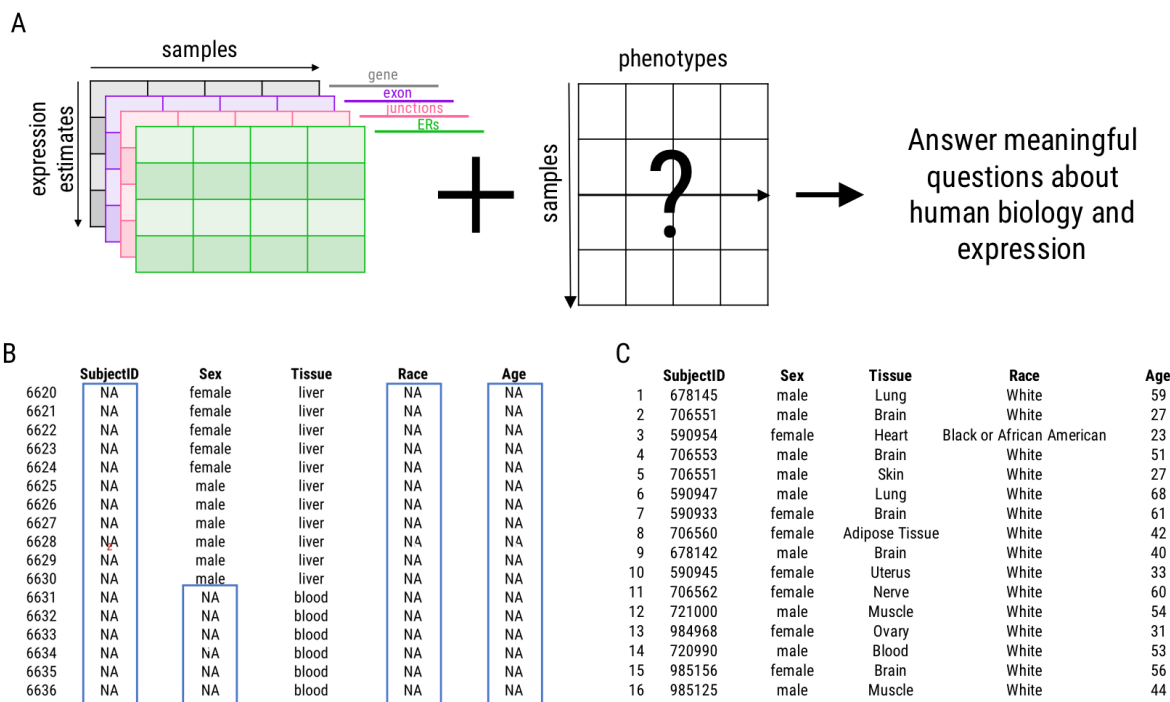 A
samples
gene
exon
junctions
ERs
expression
estimates
phenotypes
samples
?
Answer meaningful
questions about
human biology and
expression
B
SubjectID Sex Tissue Race Age
6620 NA female liver NA NA
6621 NA female liver NA NA
6622 NA female liver NA NA
6623 NA female liver NA NA
6624 NA female liver NA NA
6625 NA male liver NA NA
6626 NA male liver NA NA
6627 NA male liver NA NA
6628 NA male liver NA NA
2
6629 NA male liver NA NA
6630 NA male liver NA NA
6631 NA NA blood NA NA
6632 NA NA blood NA NA
6633 NA NA blood NA NA
6634 NA NA blood NA NA
6635 NA NA blood NA NA
6636 NA NA blood NA NA
C
SubjectID Sex Tissue Race Age
1 678145 male Lung White 59
2 706551 male Brain White 27
3 590954 female Heart Black or African American 23
4 706553 male Brain White 51
5 706551 male Skin White 27
6 590947 male Lung White 68
7 590933 female Brain White 61
8 706560 female Adipose Tissue White 42
9 678142 male Brain White 40
10 590945 female Uterus White 33
11 706562 female Nerve White 60
12 721000 male Muscle White 54
13 984968 female Ovary White 31
14 720990 male Blood White 53
15 985156 female Brain White 56
16 985125 male Muscle White 44